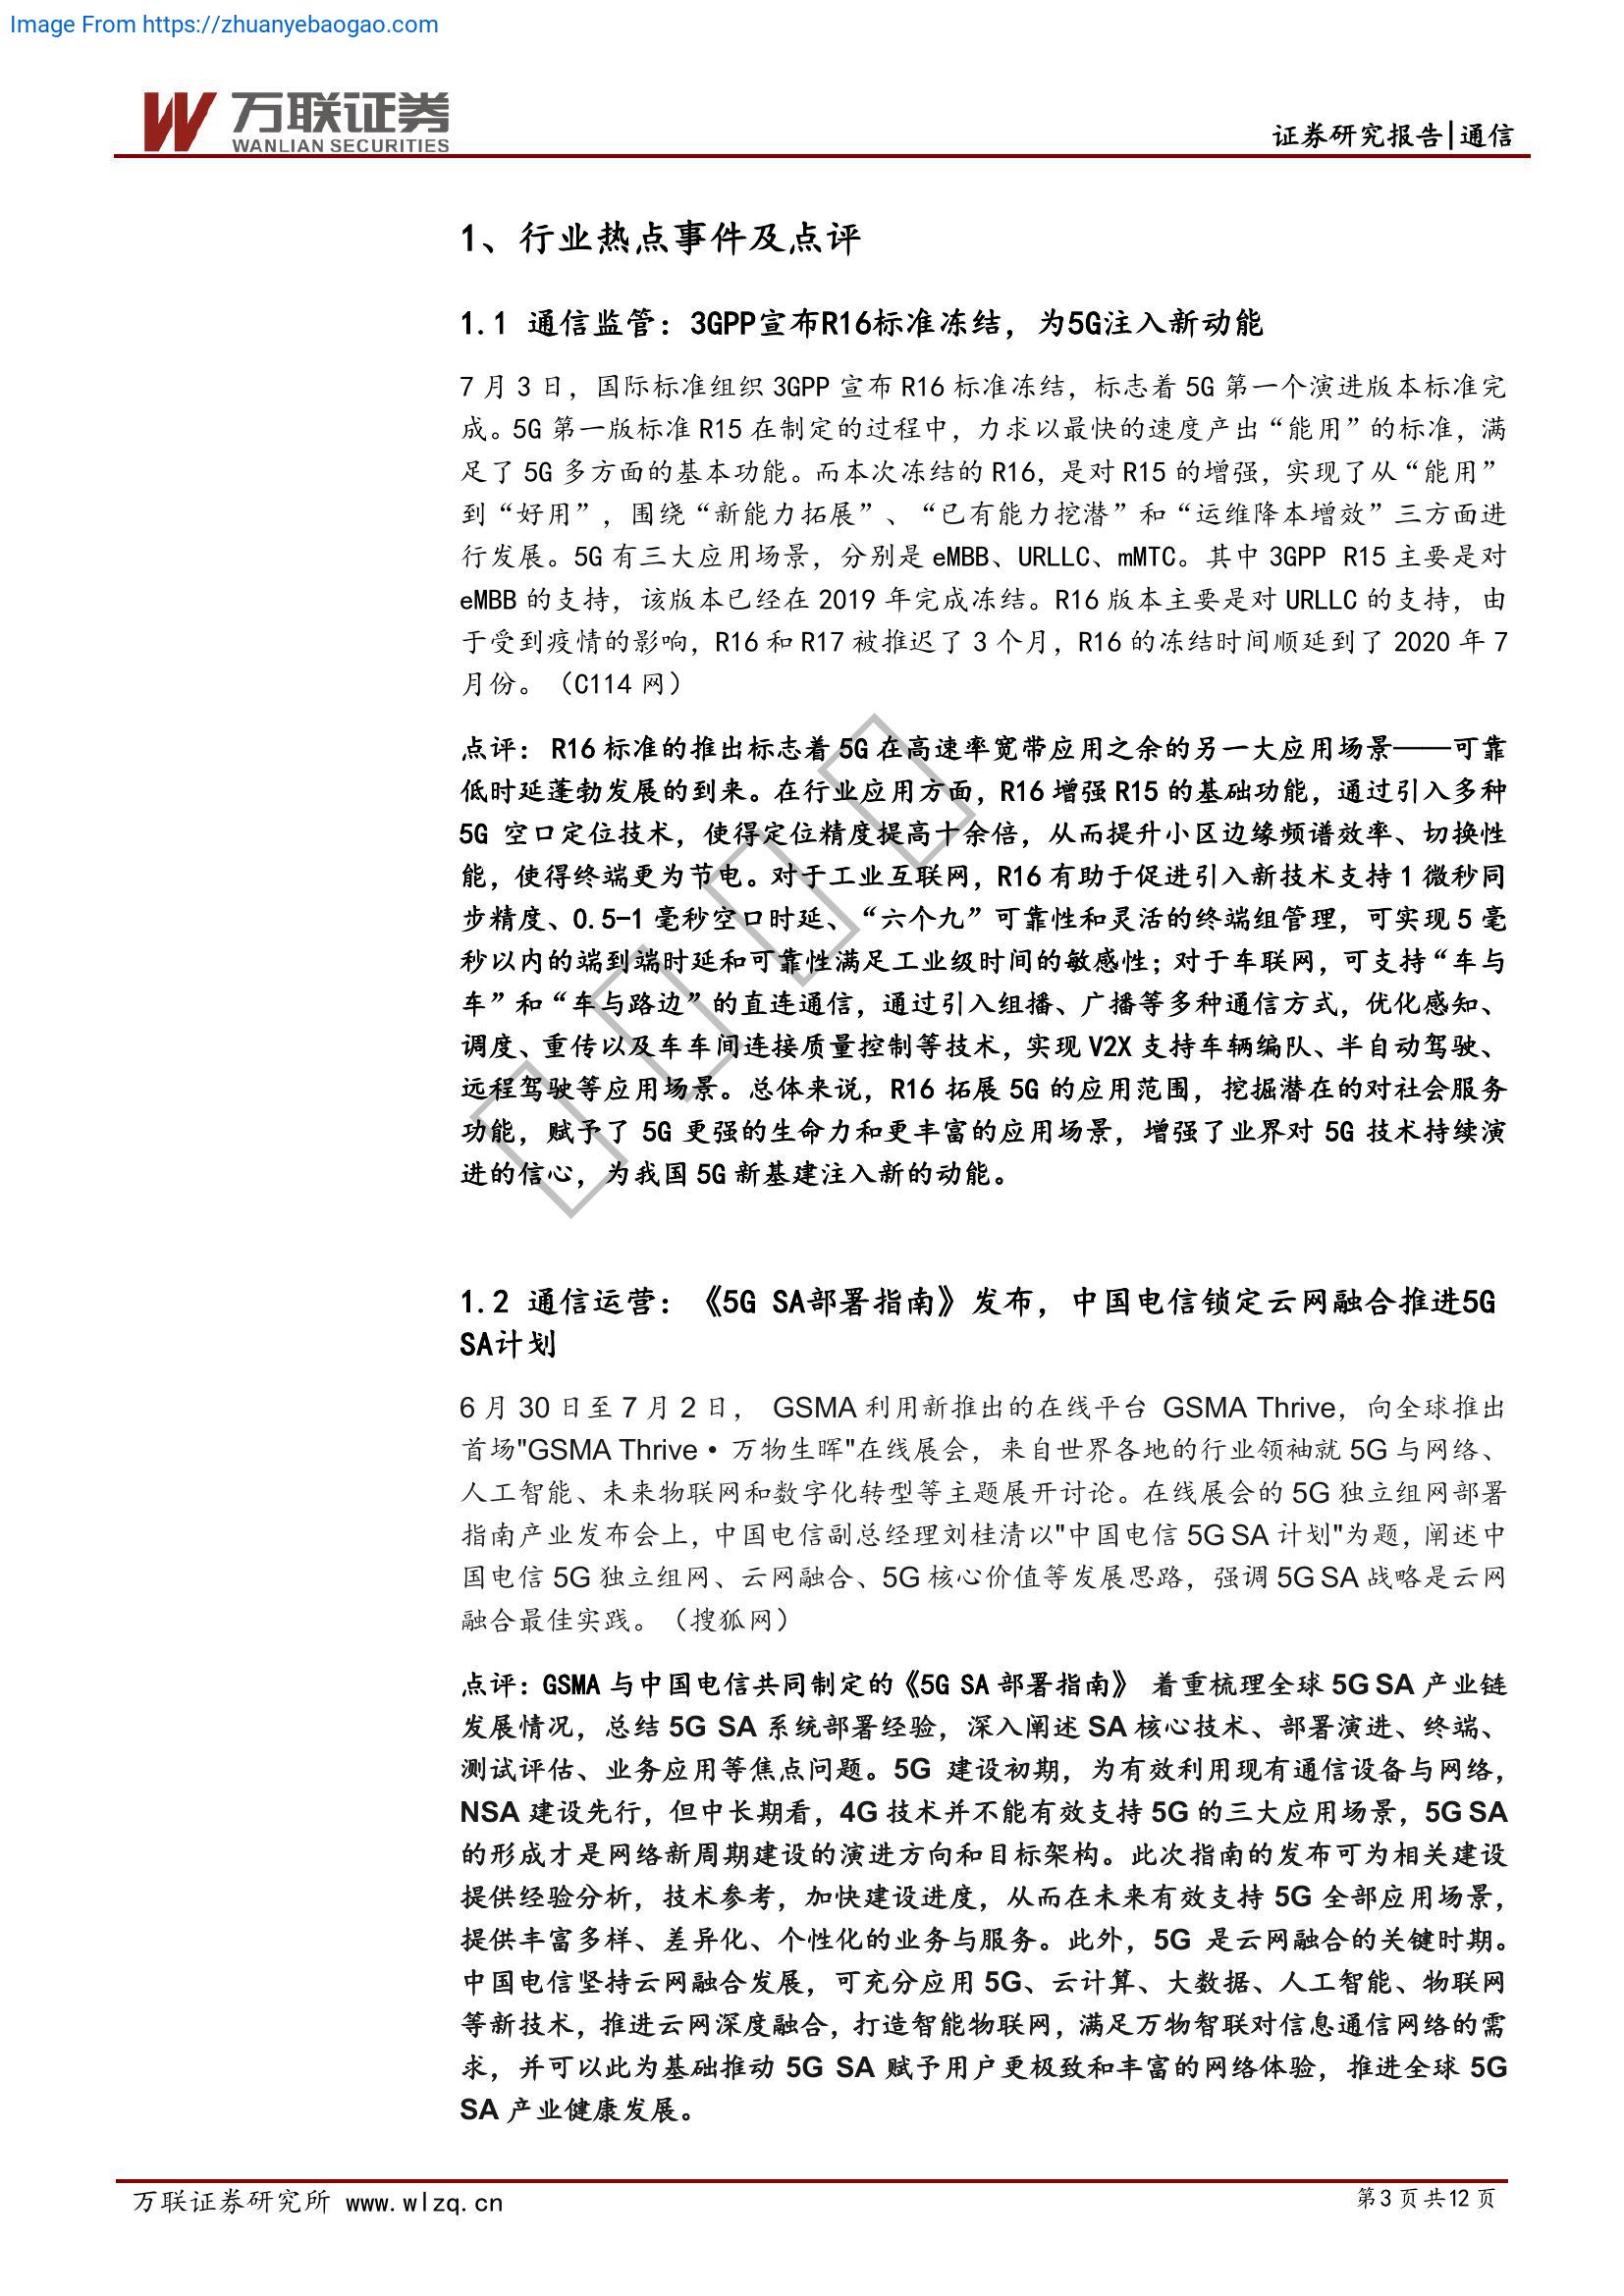 Image From https://zhuanyebaogao.com
万联证券
WANLIAN SECURITIES
证券研究报告|通信
1、行业热点事件及点评
1.1 通信监管：3GPP宣布R16标准冻结，为5G注入新动能
7 月 3 日，国际标准组织 3GPP 宣布 R16 标准冻结，标志着 5G 第一个演进版本标准完
成。5G 第一版标准 R15 在制定的过程中，力求以最快的速度产出“能用”的标准，满
足了 5G 多方面的基本功能。而本次冻结的 R16，是对 R15 的增强，实现了从“能用”
到“好用”，围绕“新能力拓展”、“已有能力挖潜”和“运维降本增效”三方面进
行发展。5G 有三大应用场景，分别是 eMBB、URLLC、mMTC。其中 3GPP R15 主要是对
eMBB 的支持，该版本已经在 2019 年完成冻结。R16 版本主要是对 URLLC 的支持，由
于受到疫情的影响，R16 和 R17 被推迟了 3 个月，R16 的冻结时间顺延到了 2020 年 7
月份。（C114 网）
点评： R16 标准的推出标志着 5G 在高速率宽带应用之余的另一大应用场景——可靠
低时延蓬勃发展的到来。在行业应用方面，R16 增强 R15 的基础功能，通过引入多种
5G 空口定位技术，使得定位精度提高十余倍，从而提升小区边缘频谱效率、切换性
能，使得终端更为节电。对于工业互联网，R16 有助于促进引入新技术支持 1 微秒同
步精度、0.5-1 毫秒空口时延、“六个九”可靠性和灵活的终端组管理，可实现 5 毫
秒以内的端到端时延和可靠性满足工业级时间的敏感性；对于车联网，可支持“车与
车”和“车与路边”的直连通信，通过引入组播、广播等多种通信方式，优化感知、
调度、重传以及车车间连接质量控制等技术，实现 V2X 支持车辆编队、半自动驾驶、
远程驾驶等应用场景。总体来说，R16 拓展 5G 的应用范围，挖掘潜在的对社会服务
功能，赋予了 5G 更强的生命力和更丰富的应用场景，增强了业界对 5G 技术持续演
进的信心，为我国 5G 新基建注入新的动能。
1.2 通信运营：《5G SA部署指南》发布，中国电信锁定云网融合推进5G
SA计划
6 月 30 日至 7 月 2 日， GSMA 利用新推出的在线平台 GSMA Thrive，向全球推出
首场"GSMA Thrive • 万物生晖"在线展会，来自世界各地的行业领袖就 5G 与网络、
人工智能、未来物联网和数字化转型等主题展开讨论。在线展会的 5G 独立组网部署
指南产业发布会上，中国电信副总经理刘桂清以"中国电信 5G SA 计划"为题，阐述中
国电信 5G 独立组网、云网融合、5G 核心价值等发展思路，强调 5G SA 战略是云网
融合最佳实践。（搜狐网）
点评：GSMA 与中国电信共同制定的《5G SA 部署指南》 着重梳理全球 5G SA 产业链
发展情况，总结 5G SA 系统部署经验，深入阐述 SA 核心技术、部署演进、终端、
测试评估、业务应用等焦点问题。5G 建设初期，为有效利用现有通信设备与网络，
NSA 建设先行，但中长期看，4G 技术并不能有效支持 5G 的三大应用场景，5G SA
的形成才是网络新周期建设的演进方向和目标架构。此次指南的发布可为相关建设
提供经验分析，技术参考，加快建设进度，从而在未来有效支持 5G 全部应用场景，
提供丰富多样、差异化、个性化的业务与服务。此外，5G 是云网融合的关键时期。
中国电信坚持云网融合发展，可充分应用 5G、云计算、大数据、人工智能、物联网
等新技术，推进云网深度融合，打造智能物联网，满足万物智联对信息通信网络的需
求，并可以此为基础推动 5G SA 赋予用户更极致和丰富的网络体验，推进全球 5G
SA 产业健康发展。
万联证券研究所 www.wlzq.cn
第 3 页 共 12 页